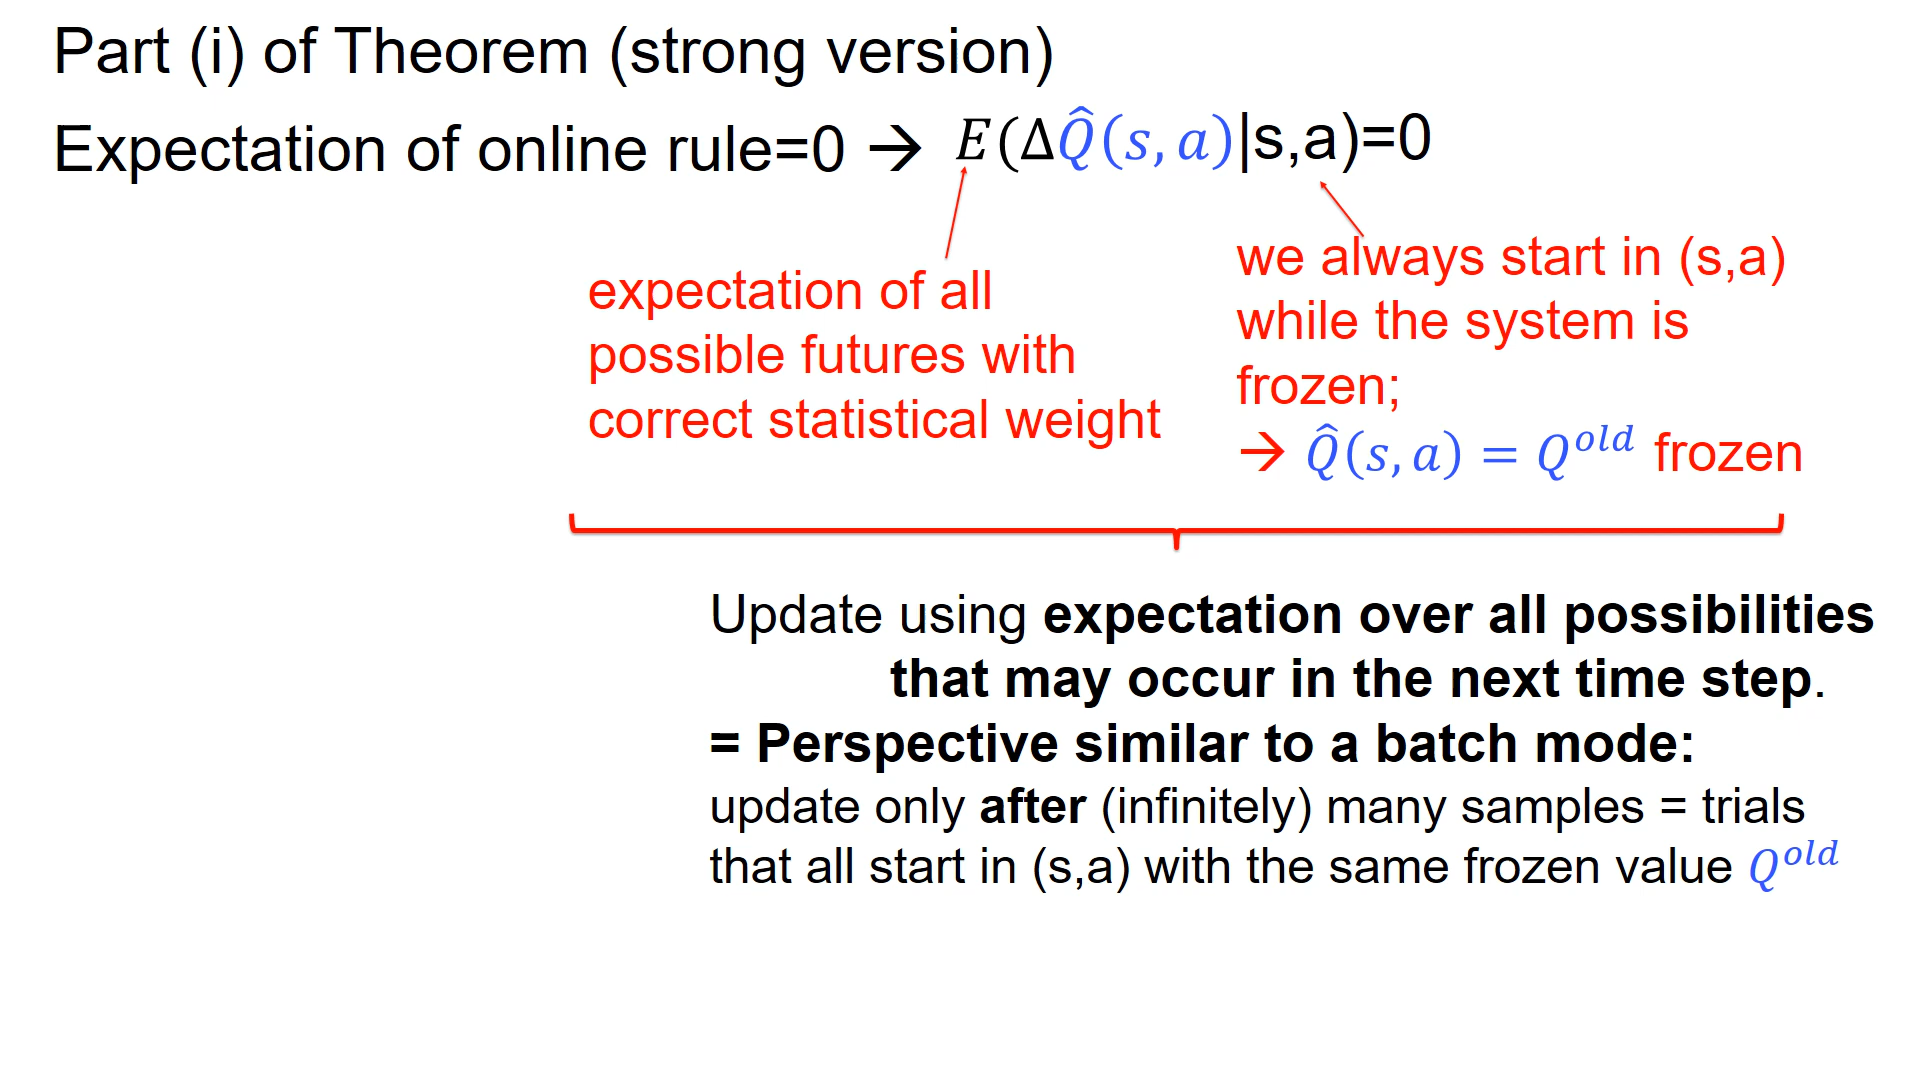 Part (i) of Theorem (strong version)
Expectation of online rule=0 → E(ΔQ̂(s,a)|s,a)=0
expectation of all
possible futures with
correct statistical weight
we always start in (s,a)
while the system is
frozen;
→ Q̂(s,a) = Q^old frozen
Update using expectation over all possibilities
that may occur in the next time step.
= Perspective similar to a batch mode:
update only after (infinitely) many samples = trials
that all start in (s,a) with the same frozen value Q^old